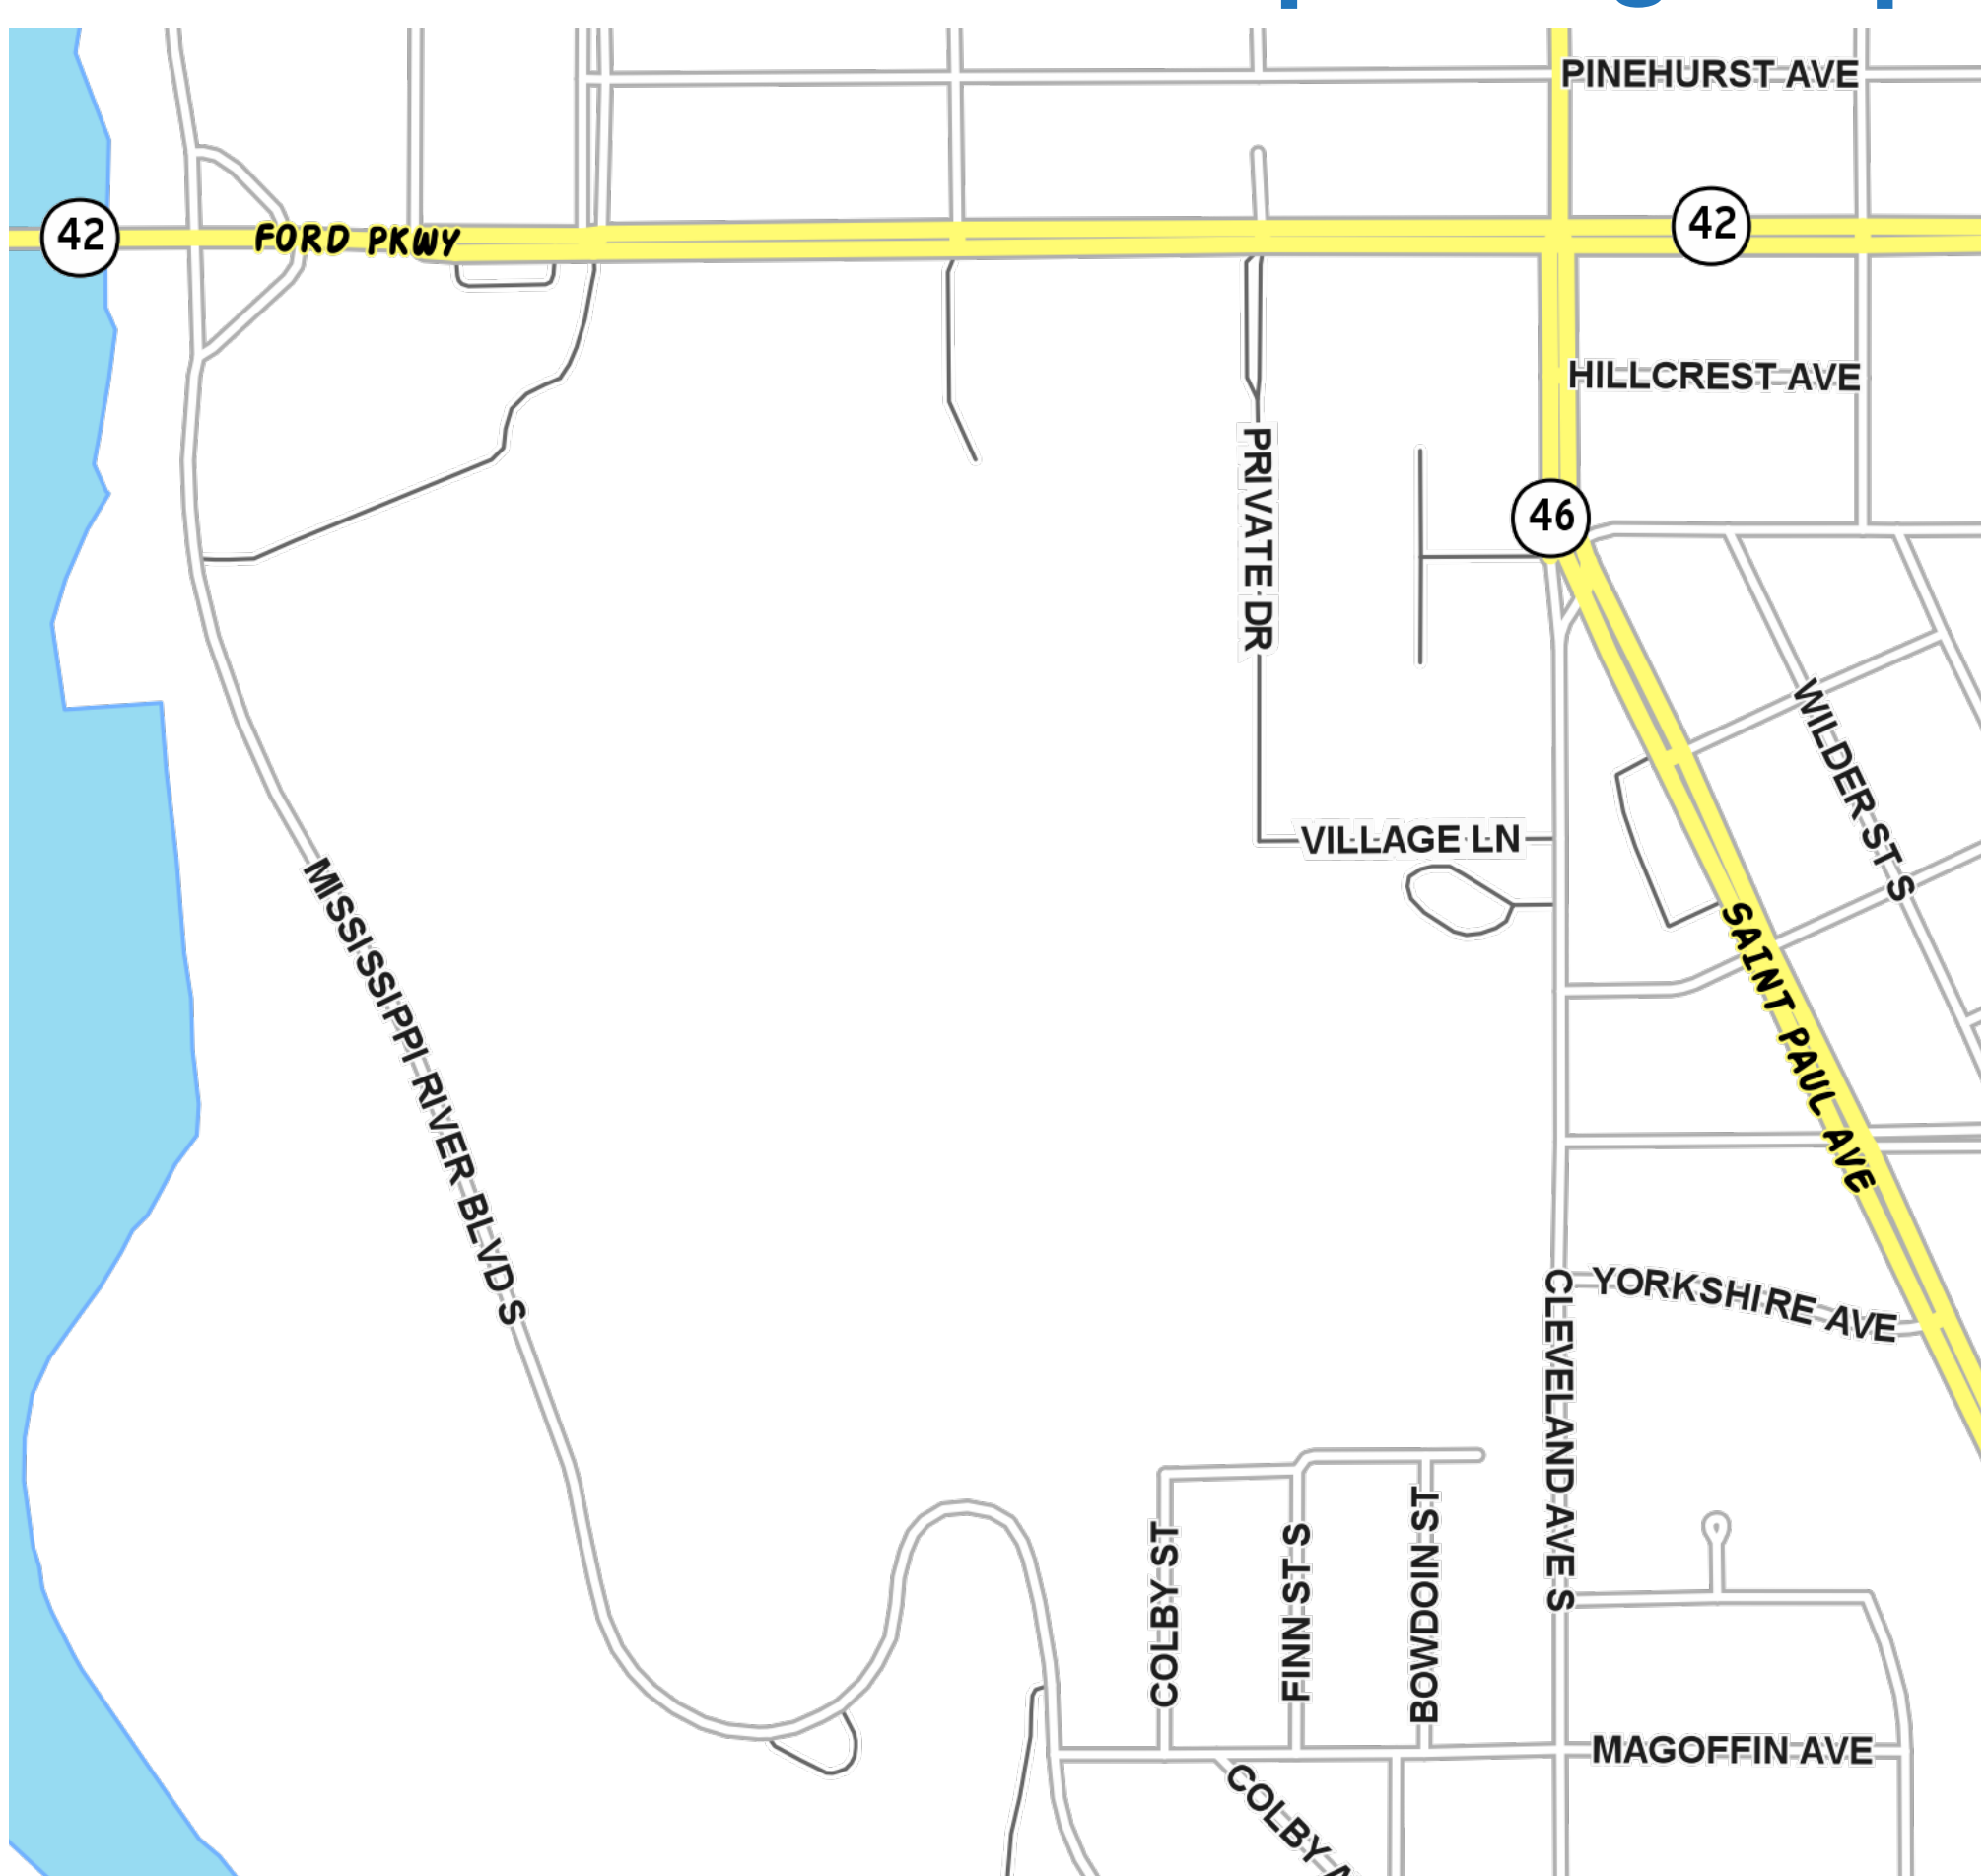 PINEHURST AVE
42
FORD PKWY
42
HILLCREST AVE
46
PRIVATE DR
WILDER ST S
VILLAGE LN
MISSISSIPPI RIVER BLVD S
SAINT PAUL AVE
YORKSHIRE AVE
CLEVELAND AVE S
COLBY ST
FINN ST S
BOWDOIN ST
MAGOFFIN AVE
COLBY